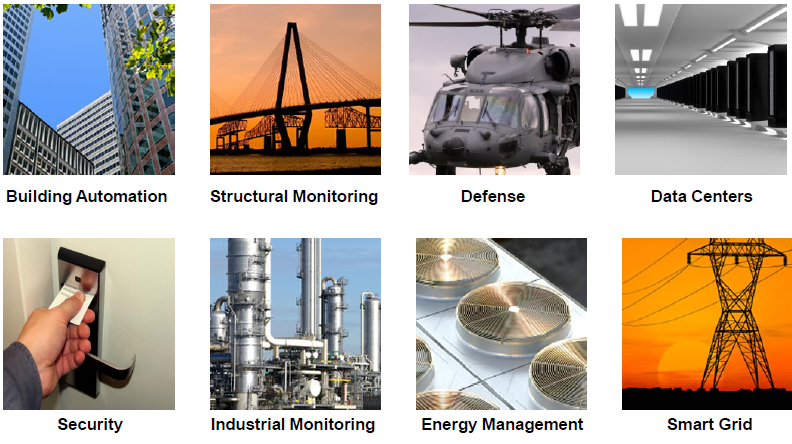 Building Automation
Structural Monitoring
Defense
Data Centers
Security
Industrial Monitoring
Energy Management
Smart Grid